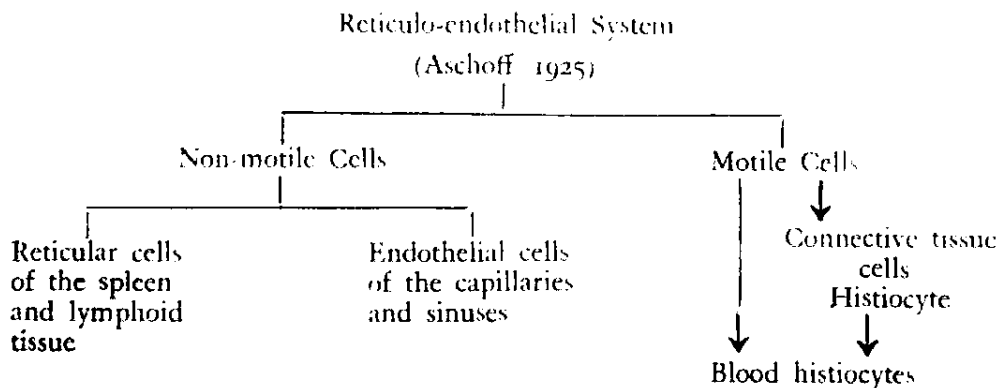 Reticulo-endothelial System
(Aschoff 1925)
Non-motile Cells
Motile Cells
Reticular cells
of the spleen
and lymphoid
tissue
Endothelial cells
of the capillaries
and sinuses
Connective tissue
cells
Histiocyte
Blood histiocytes